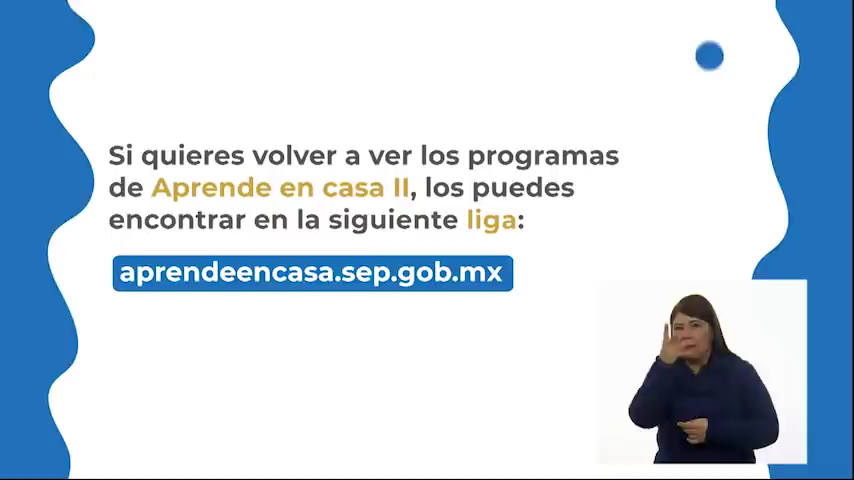 Si quieres volver a ver los programas
de Aprende en casa II, los puedes
encontrar en la siguiente liga:
aprendeencasa.sep.gob.mx